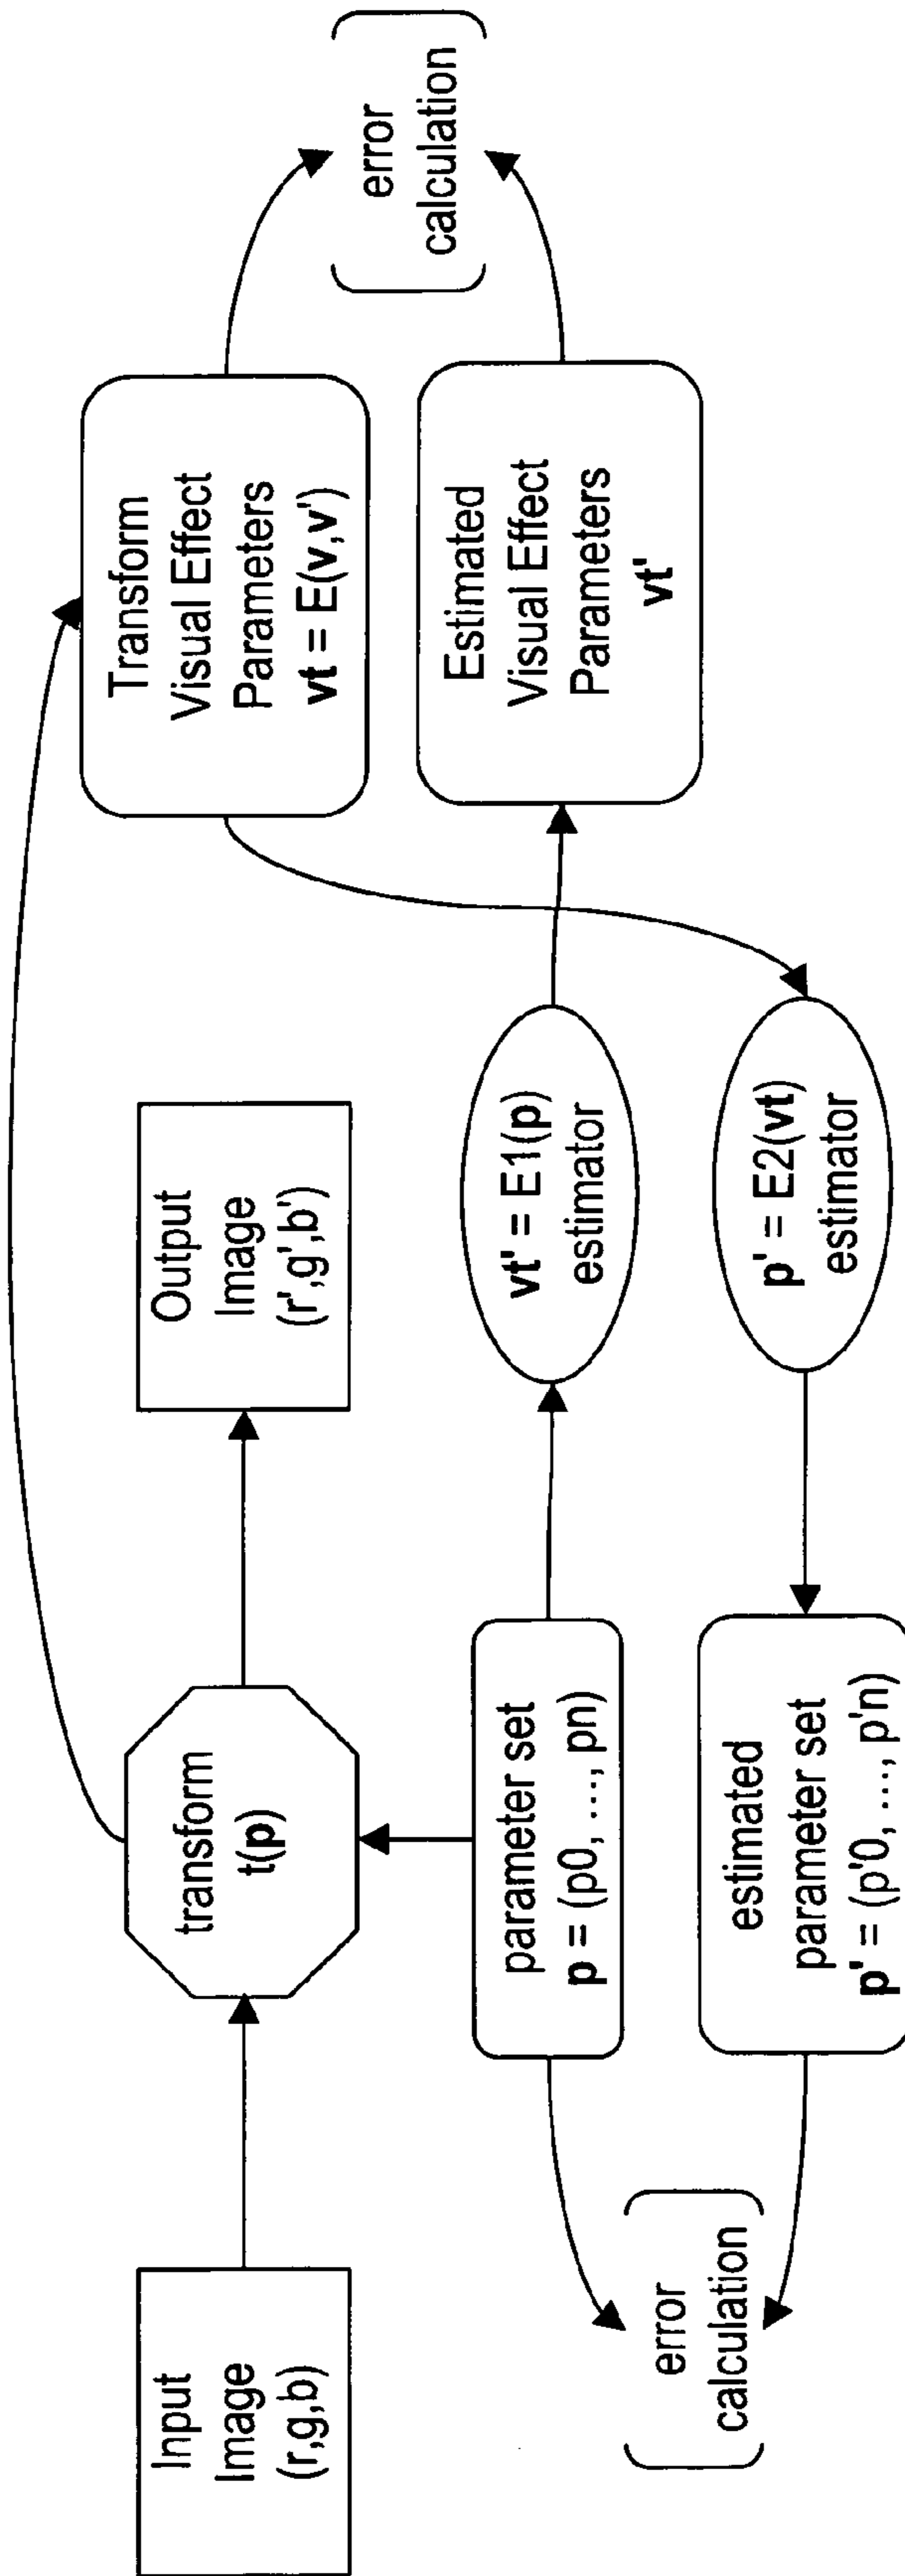 Input
Image
(r,g,b)
transform
t(p)
Output
Image
(r',g',b')
Transform
Visual Effect
Parameters
vt = E(v,v')
error
calculation
parameter set
p = (p0, ..., pn)
vt' = E1(p)
estimator
Estimated
Visual Effect
Parameters
vt'
error
calculation
estimated
parameter set
p' = (p'0, ..., p'n)
p' = E2(vt)
estimator